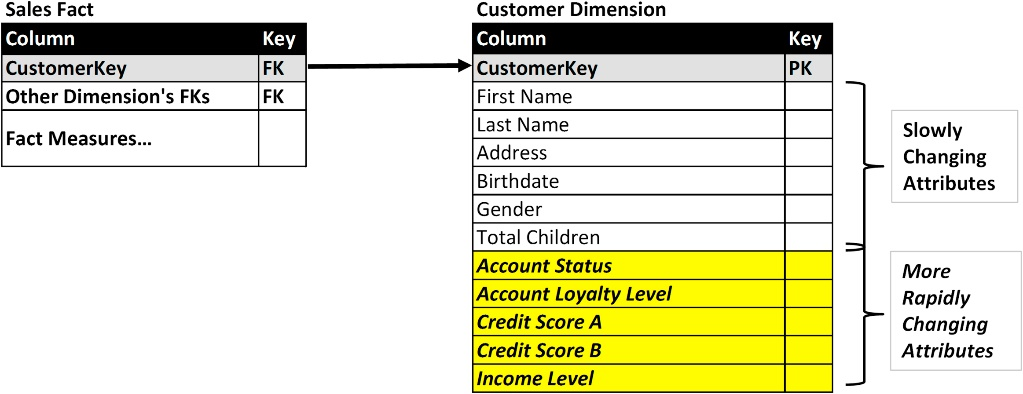 Sales Fact
Column Key
CustomerKey FK
Other Dimension's FKs FK
Fact Measures...
Customer Dimension
Column Key
CustomerKey PK
First Name
Last Name
Address
Birthdate
Gender
Total Children
Account Status
Account Loyalty Level
Credit Score A
Credit Score B
Income Level
Slowly
Changing
Attributes
More
Rapidly
Changing
Attributes